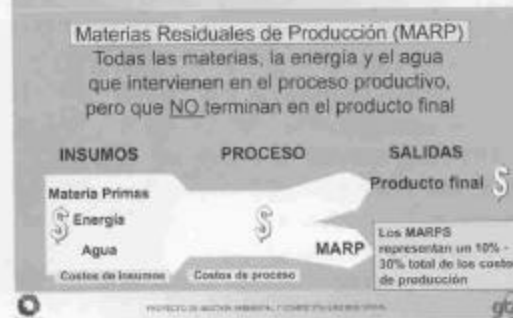 Materias Residuales de Producción (MARP)
Todas las materias, la energía y el agua
que intervienen en el proceso productivo,
pero que NO terminan en el producto final
INSUMOS PROCESO SALIDAS
Producto final $
Materia Primas
$ Energía $
Agua MARP
Los MARPS
representan un 10% -
30% total de los costo
de producción
Costos de insumos Costos de proceso